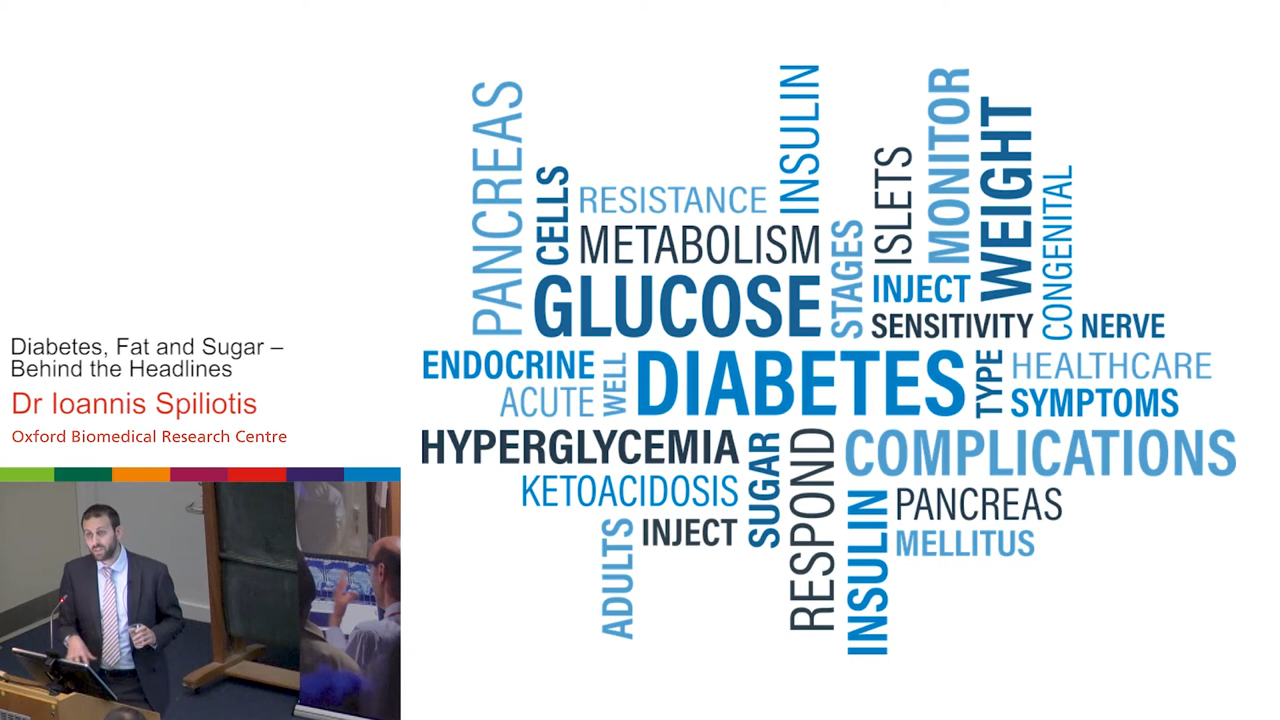 Diabetes, Fat and Sugar –
Behind the Headlines
Dr Ioannis Spiliotis
Oxford Biomedical Research Centre
PANCREAS
CELLS
RESISTANCE
INSULIN
METABOLISM
GLUCOSE
STAGES
ISLETS
MONITOR
WEIGHT
CONGENITAL
INJECT
SENSITIVITY
NERVE
ENDOCRINE
ACUTE
WELL
DIABETES
TYPE
HEALTHCARE
SYMPTOMS
HYPERGLYCEMIA
KETOACIDOSIS
SUGAR
RESPOND
COMPLICATIONS
ADULTS
INJECT
INSULIN
PANCREAS
MELLITUS